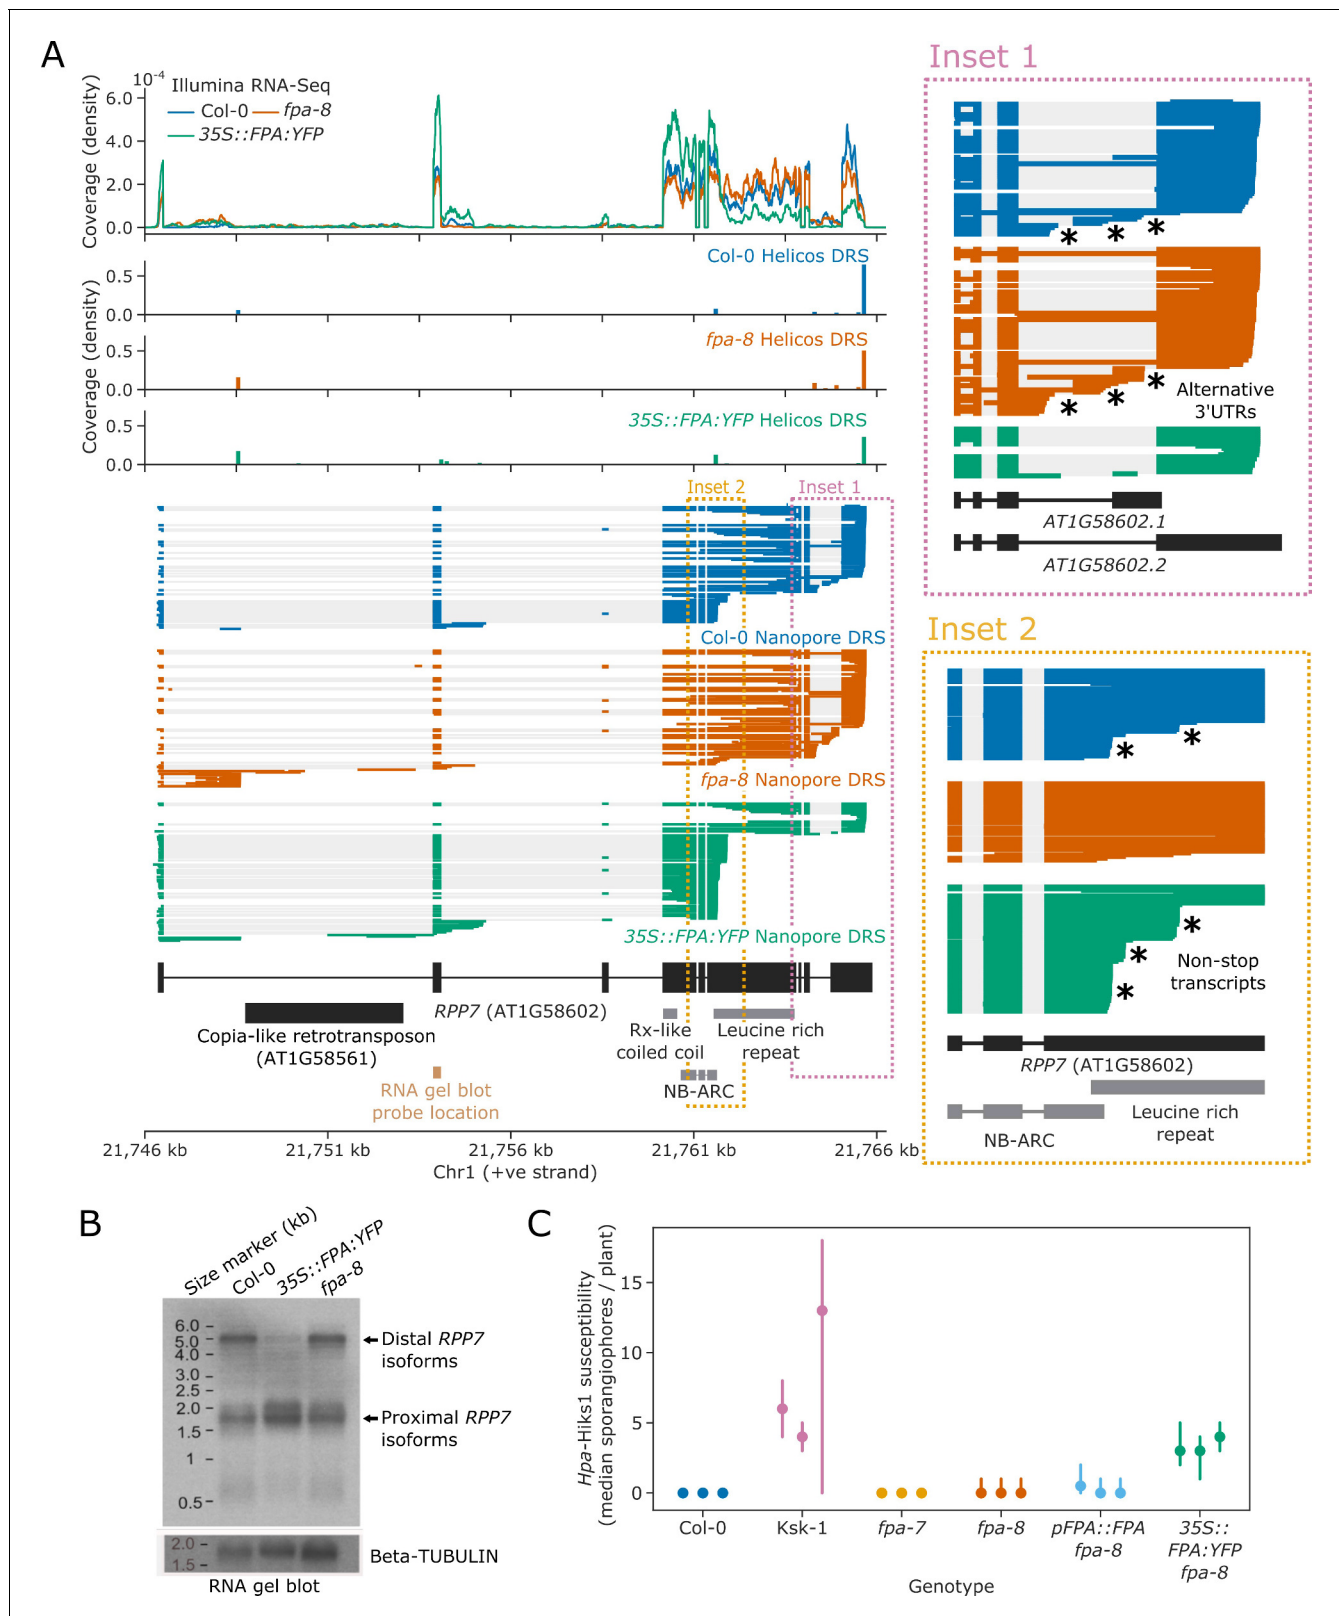 A
10-4 Illumina RNA-Seq
Col-0 fpa-8
35S::FPA:YFP
Coverage (density)
6.0
4.0
2.0
0.0
Col-0 Helicos DRS
0.5
0.0
Coverage (density)
fpa-8 Helicos DRS
0.5
0.0
35S::FPA:YFP Helicos DRS
0.5
0.0
Inset 2
Inset 1
Col-0 Nanopore DRS
fpa-8 Nanopore DRS
35S::FPA:YFP Nanopore DRS
RPP7 (AT1G58602)
Copia-like retrotransposon
(AT1G58561)
Rx-like
coiled coil
Leucine rich
repeat
NB-ARC
RNA gel blot
probe location
21,746 kb
21,751 kb
21,756 kb
21,761 kb
21,766 kb
Chr1 (+ve strand)
Inset 1
*
*
*
*
*
*
Alternative
3'UTRs
AT1G58602.1
AT1G58602.2
Inset 2
*
*
*
*
*
Non-stop
transcripts
RPP7 (AT1G58602)
Leucine rich
repeat
NB-ARC
B
Size marker (kb)
Col-0
35S::FPA:YFP
fpa-8
6.0
5.0
4.0
3.0
2.5
2.0
1.5
1
0.5
Distal RPP7
isoforms
Proximal RPP7
isoforms
2.0
1.5
Beta-TUBULIN
RNA gel blot
C
Hpa-Hiks1 susceptibility
(median sporangiophores / plant)
15
10
5
0
Col-0
Ksk-1
fpa-7
fpa-8
pFPA::FPA
fpa-8
35S::
FPA:YFP
fpa-8
Genotype